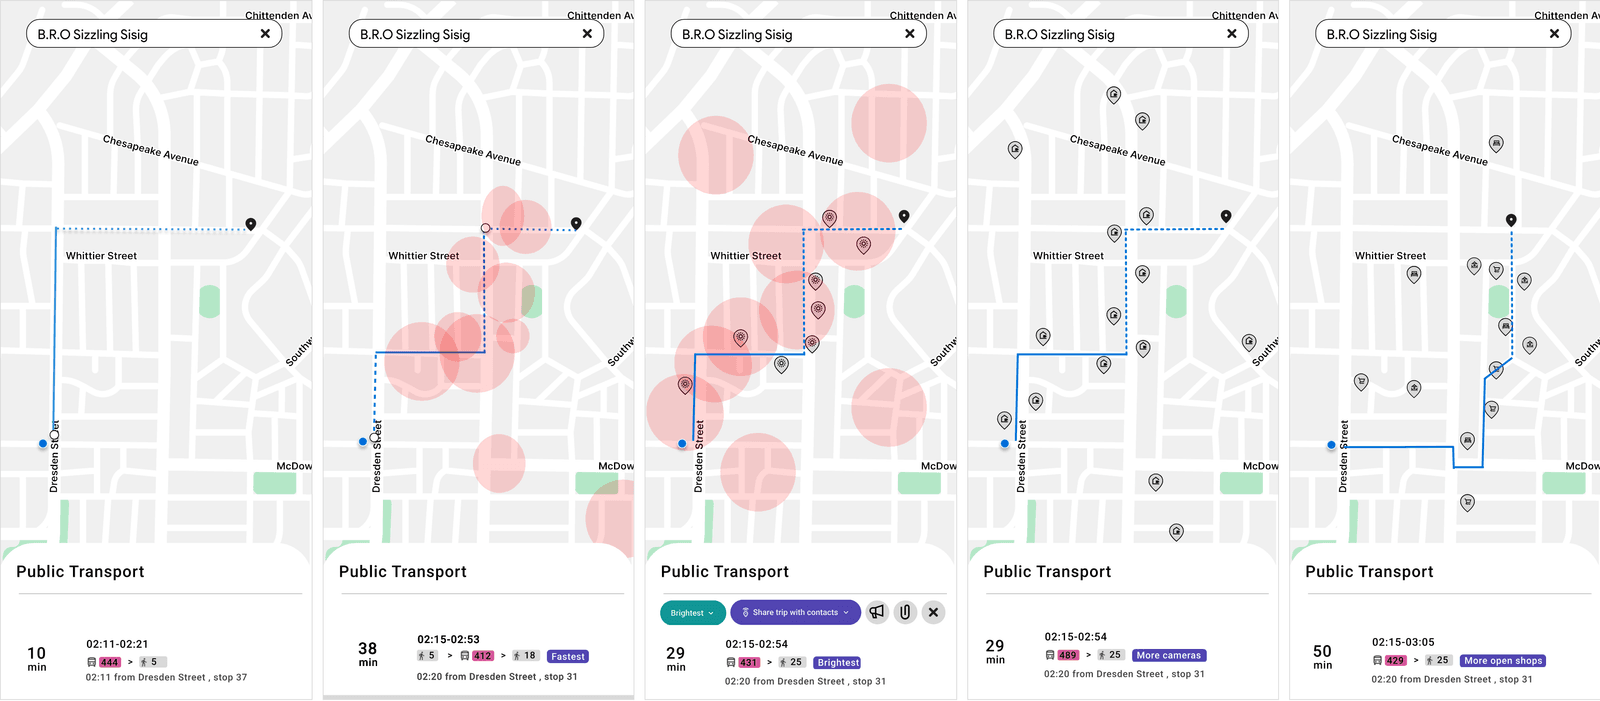 Chittenden Av
B.R.O Sizzling Sisig
Chesapeake Avenue
Whittier Street
Southw
Dresden Street
McDow
Public Transport
10
min
02:11-02:21
444 > 5
02:11 from Dresden Street , stop 37
Chittenden Av
B.R.O Sizzling Sisig
Chesapeake Avenue
Whittier Street
Southw
Dresden Street
McDow
Public Transport
38
min
02:15-02:53
5 > 412 > 18 Fastest
02:20 from Dresden Street , stop 31
Chittenden Av
B.R.O Sizzling Sisig
Chesapeake Avenue
Whittier Street
Southw
Dresden Street
McDow
Public Transport
Brightest
Share trip with contacts
29
min
02:15-02:54
431 > 25 Brightest
02:20 from Dresden Street , stop 31
Chittenden Av
B.R.O Sizzling Sisig
Chesapeake Avenue
Whittier Street
Southw
Dresden Street
McDow
Public Transport
29
min
02:15-02:54
489 > 25 More cameras
02:20 from Dresden Street , stop 31
Chittenden Av
B.R.O Sizzling Sisig
Chesapeake Avenue
Whittier Street
Southw
Dresden Street
McDow
Public Transport
50
min
02:15-03:05
429 > 25 More open shops
02:20 from Dresden Street , stop 31